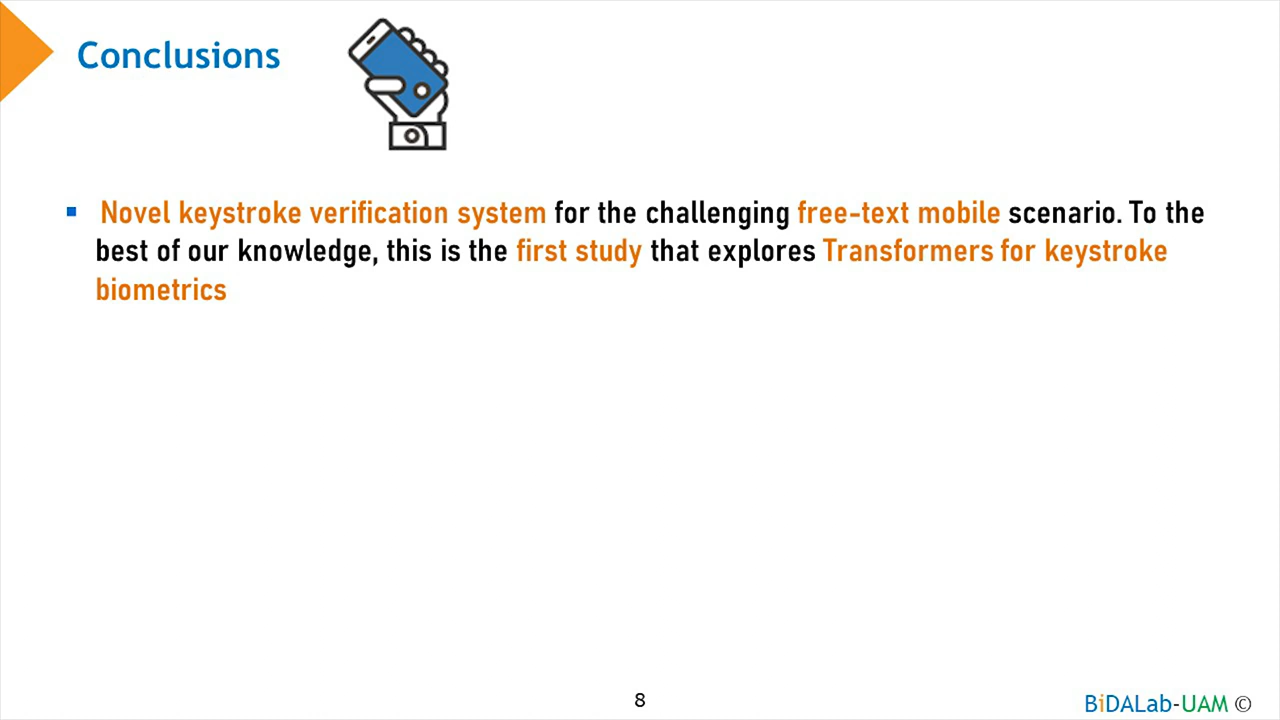 Conclusions
▪ Novel keystroke verification system for the challenging free-text mobile scenario. To the
best of our knowledge, this is the first study that explores Transformers for keystroke
biometrics
8
BiDALab-UAM ©